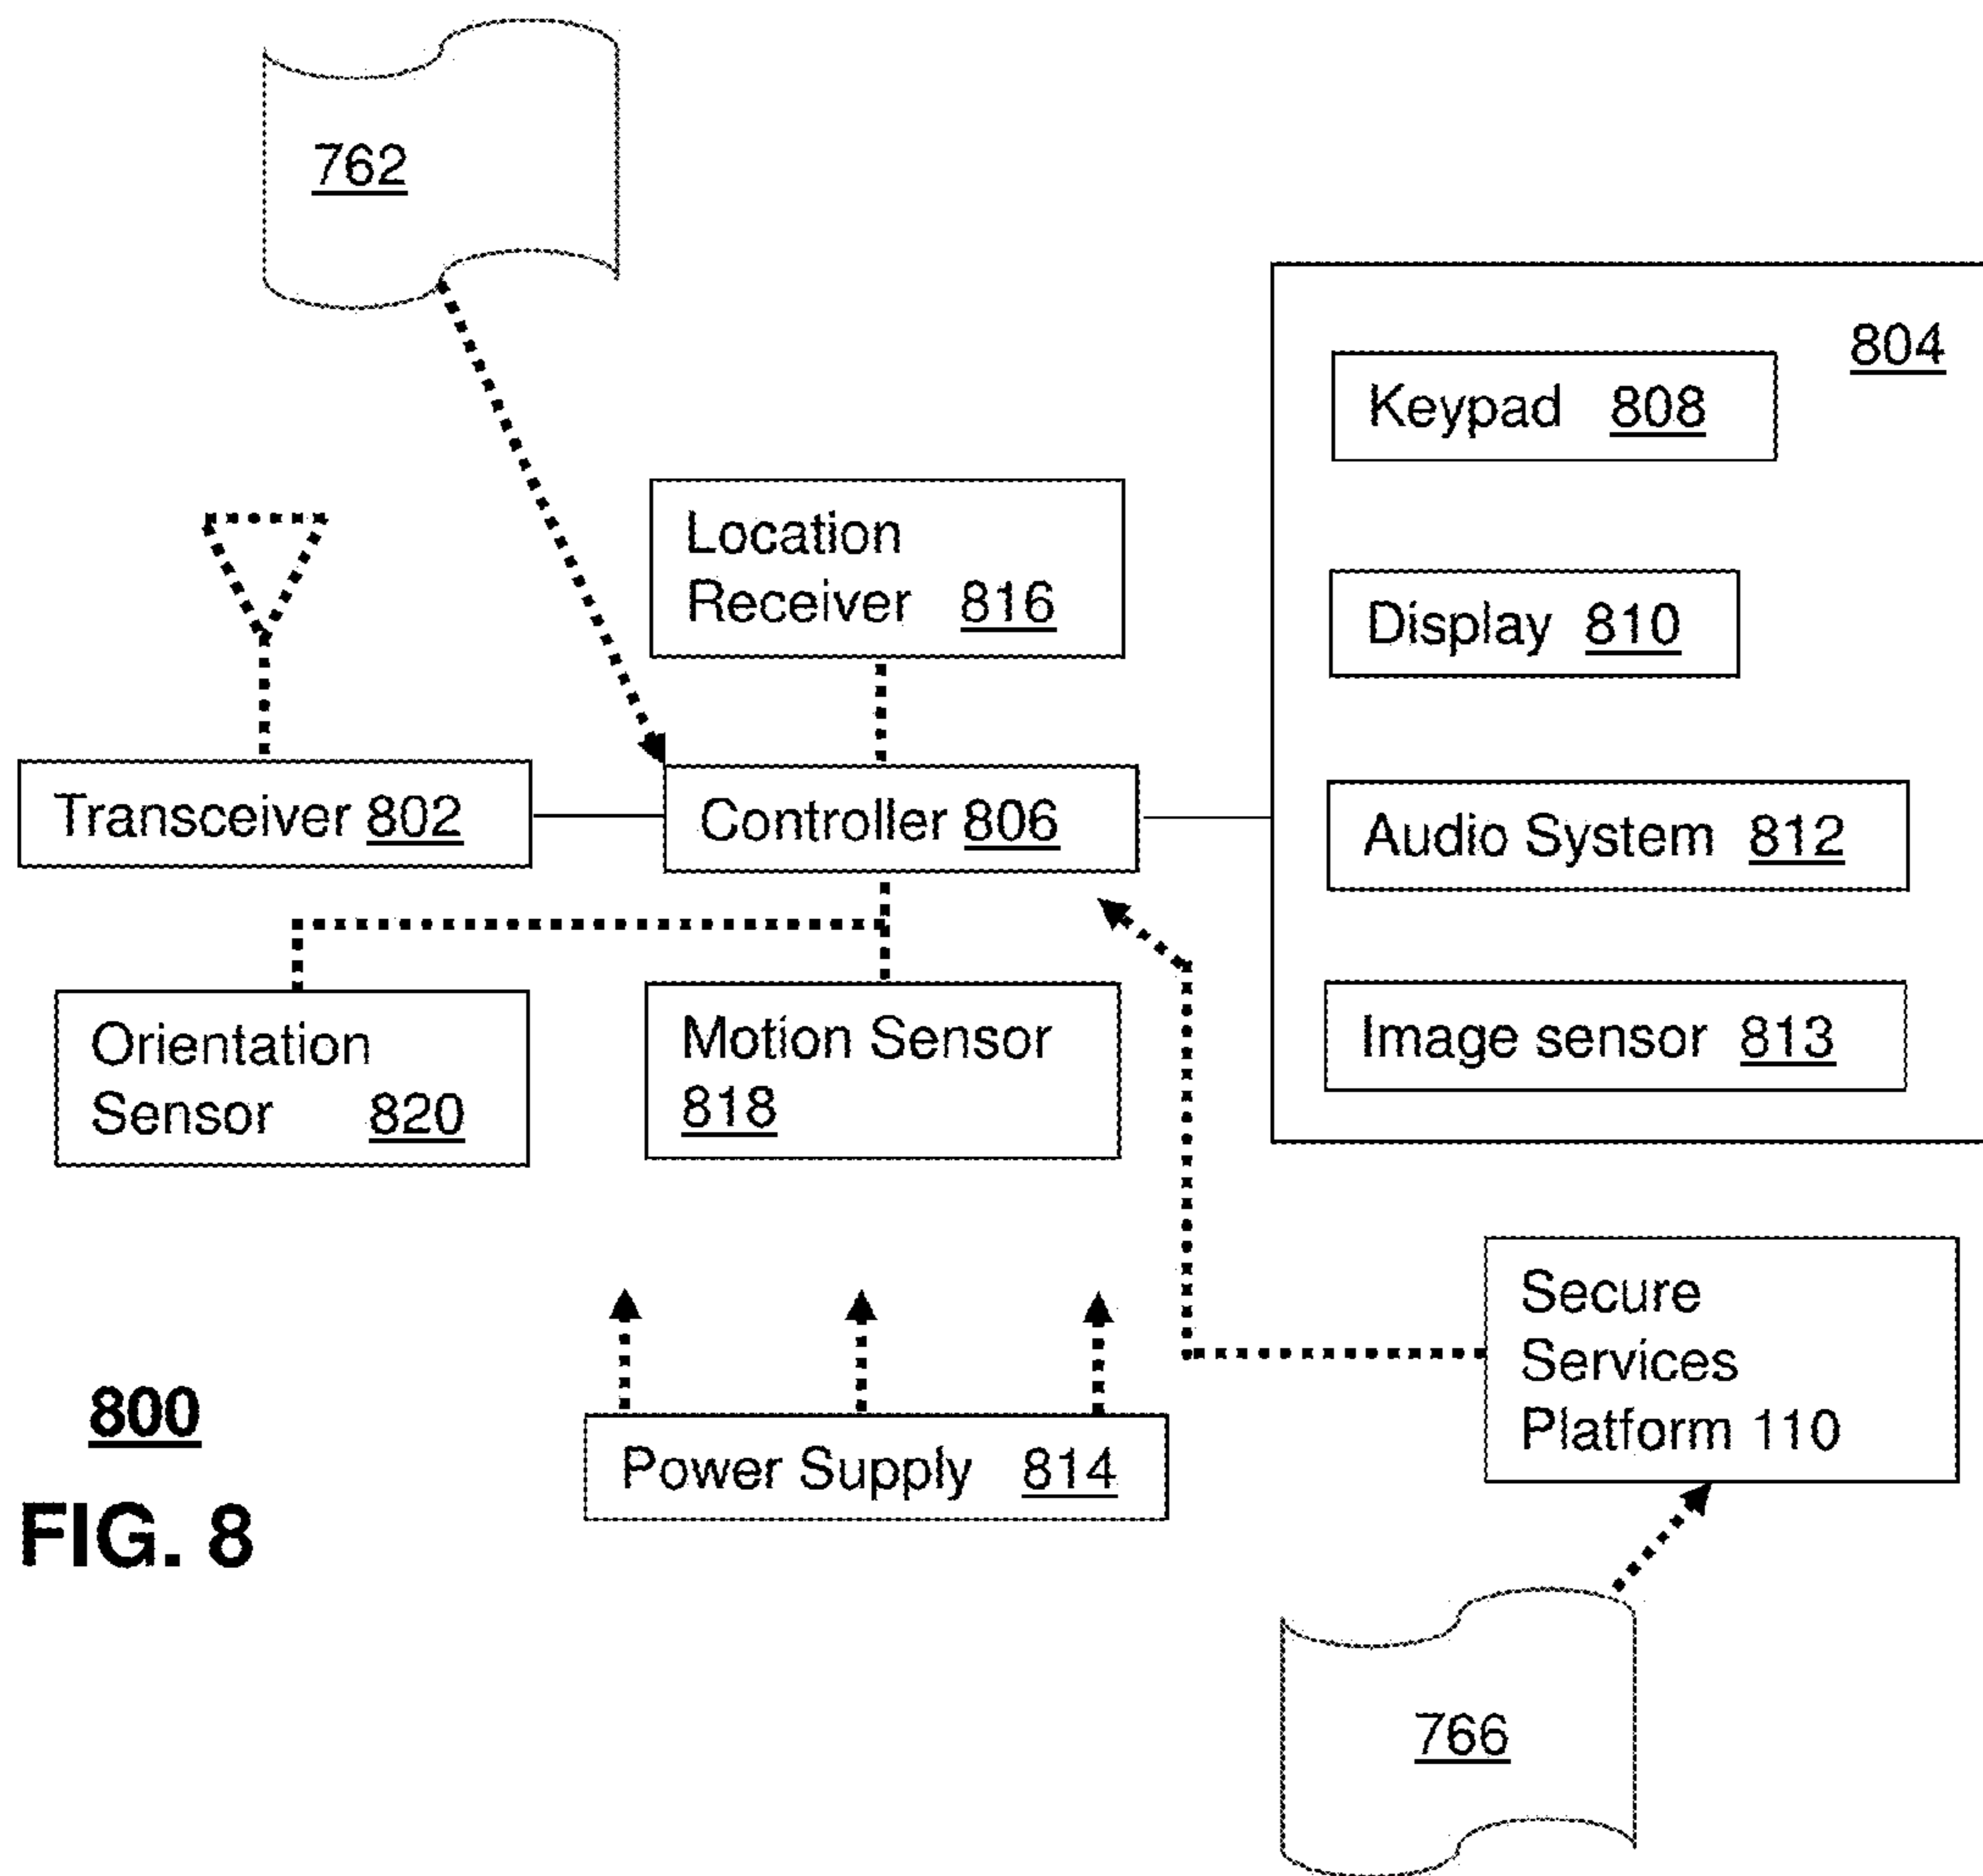 762
804
Keypad 808
Location
Receiver 816
Display 810
Transceiver 802
Controller 806
Audio System 812
Orientation
Sensor 820
Motion Sensor
818
Image sensor 813
Secure
Services
Platform 110
800
Power Supply 814
FIG. 8
766